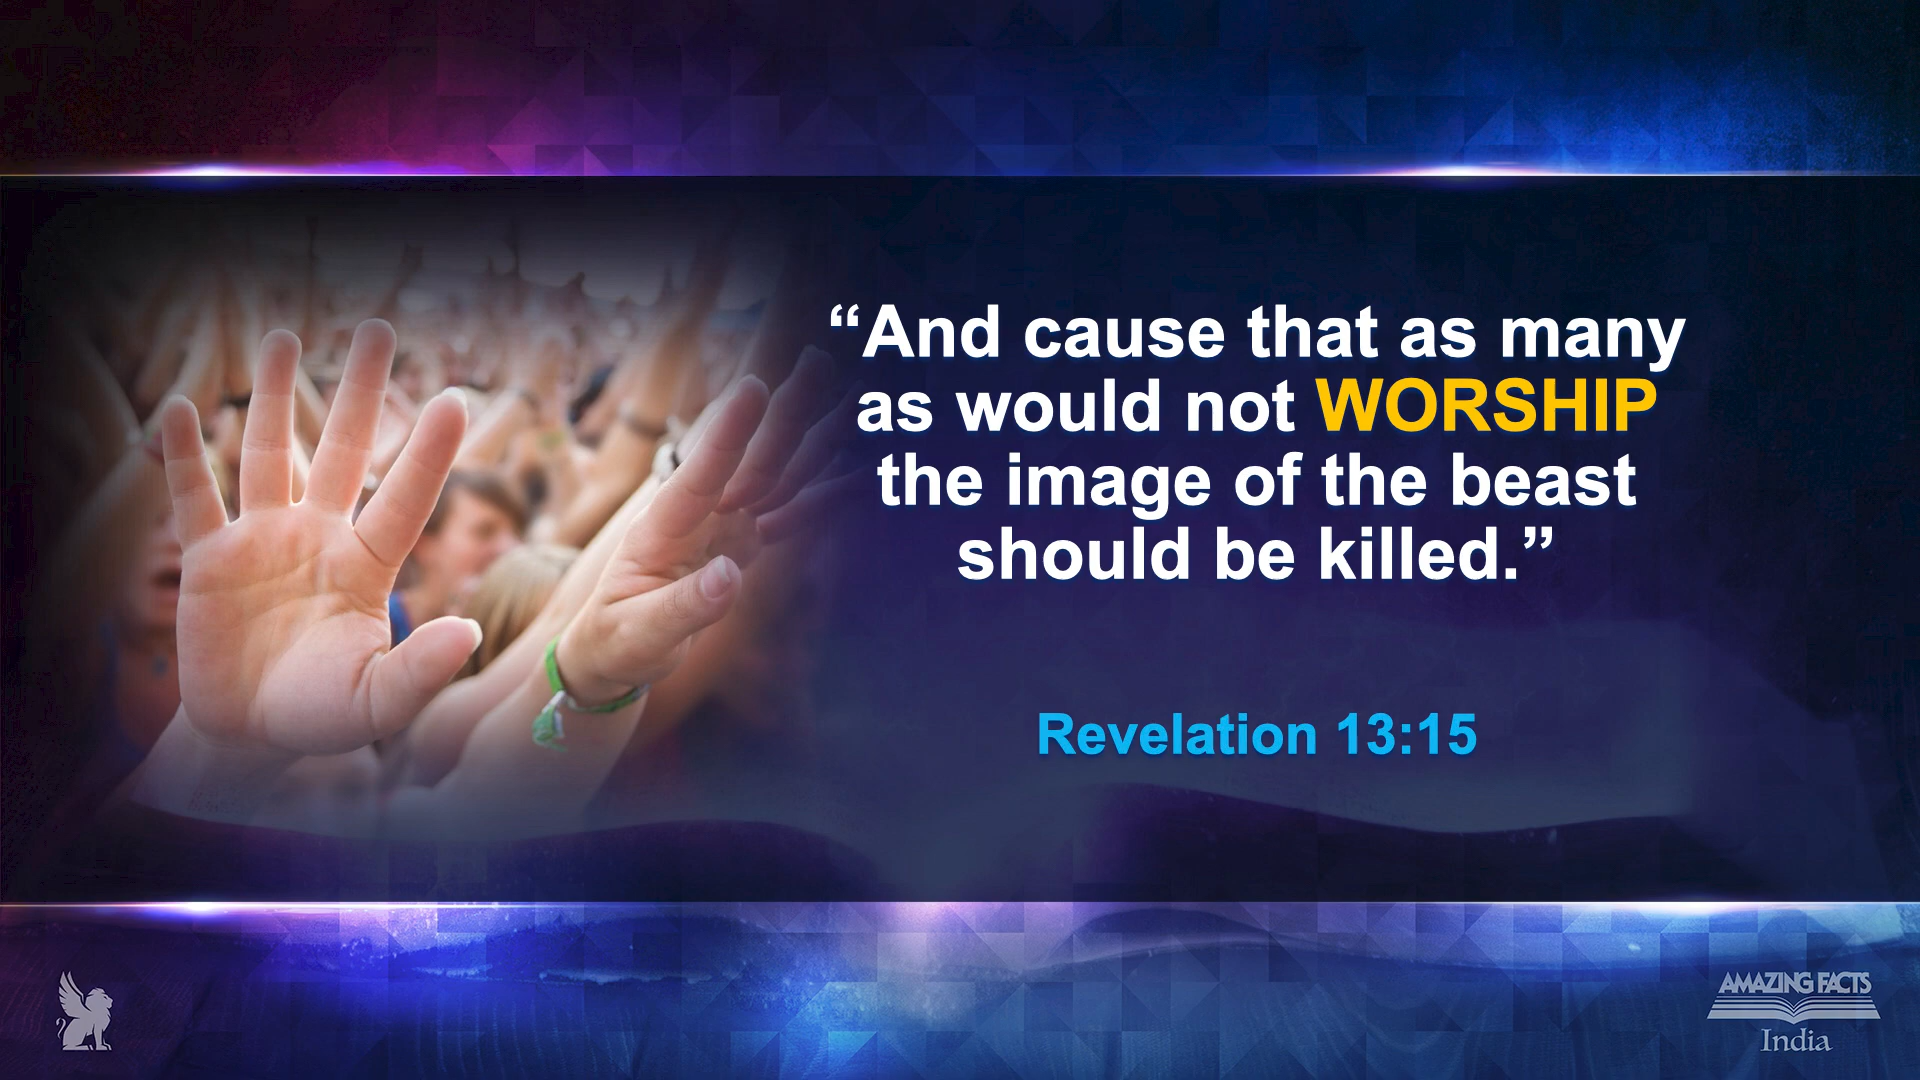 “And cause that as many
as would not WORSHIP
the image of the beast
should be killed.”
Revelation 13:15
AMAZING FACTS
India